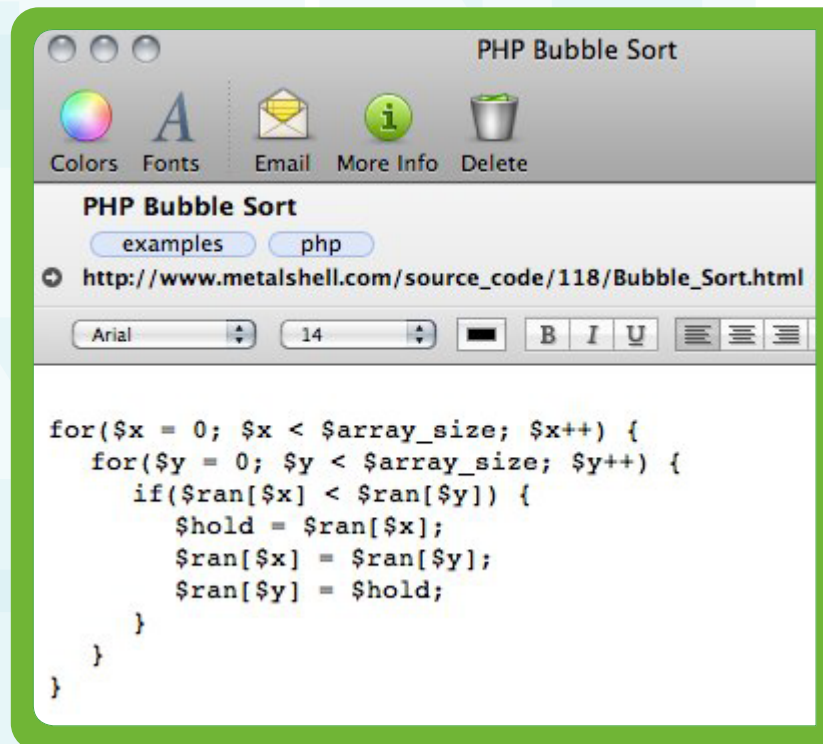 PHP Bubble Sort
Colors Fonts Email More Info Delete
PHP Bubble Sort
examples php
http://www.metalshell.com/source_code/118/Bubble_Sort.html
Arial 14 B I U
for($x = 0; $x < $array_size; $x++) {
for($y = 0; $y < $array_size; $y++) {
if($ran[$x] < $ran[$y]) {
$hold = $ran[$x];
$ran[$x] = $ran[$y];
$ran[$y] = $hold;
}
}
}